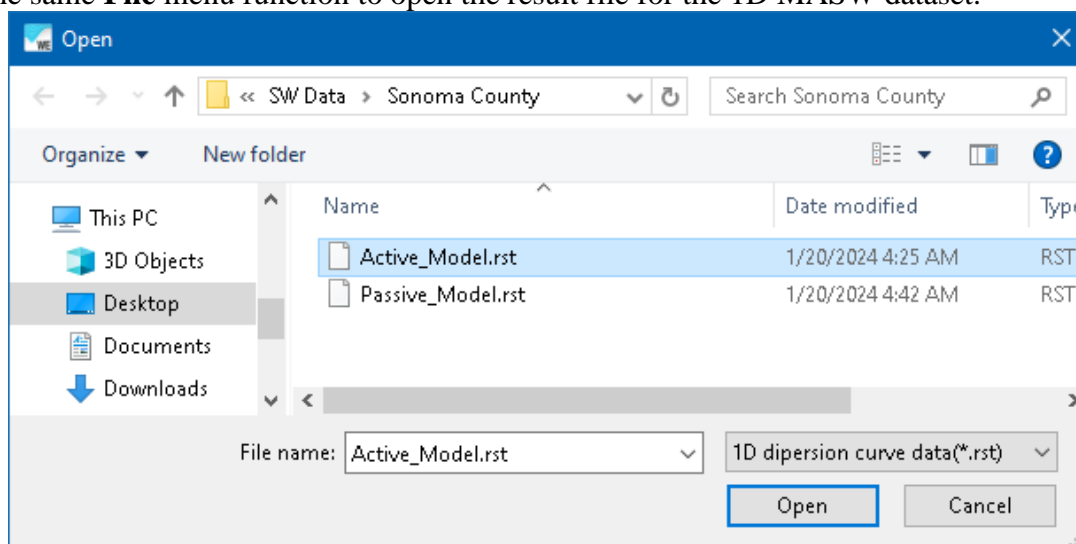 he same File menu function to open the result file for the 1D MASW dataset.
WE Open
« SW Data › Sonoma County Search Sonoma County
Organize New folder
This PC Name Date modified Type
3D Objects Active_Model.rst 1/20/2024 4:25 AM RST
Desktop Passive_Model.rst 1/20/2024 4:42 AM RST
Documents
Downloads
File name: Active_Model.rst 1D dipersion curve data(*.rst)
Open Cancel